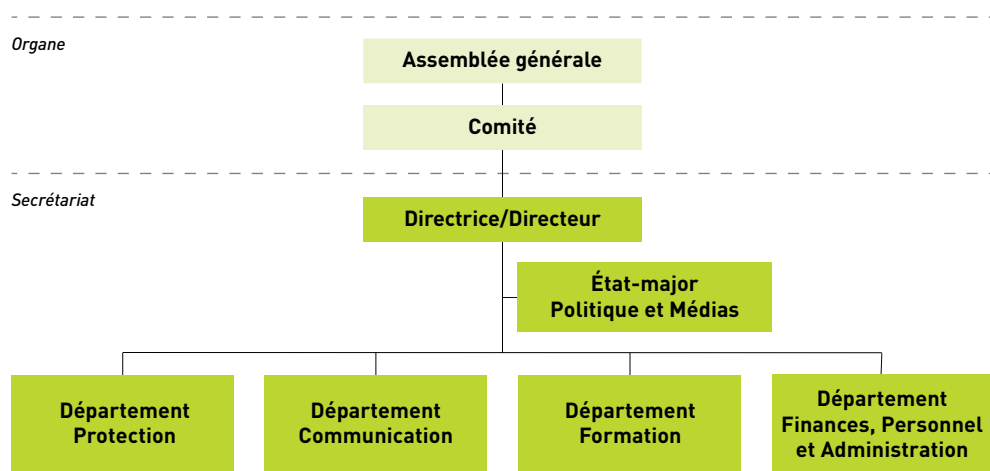 Organe
Assemblée générale
Comité
Secrétariat
Directrice/Directeur
État-major
Politique et Médias
Département
Protection
Département
Communication
Département
Formation
Département
Finances, Personnel
et Administration